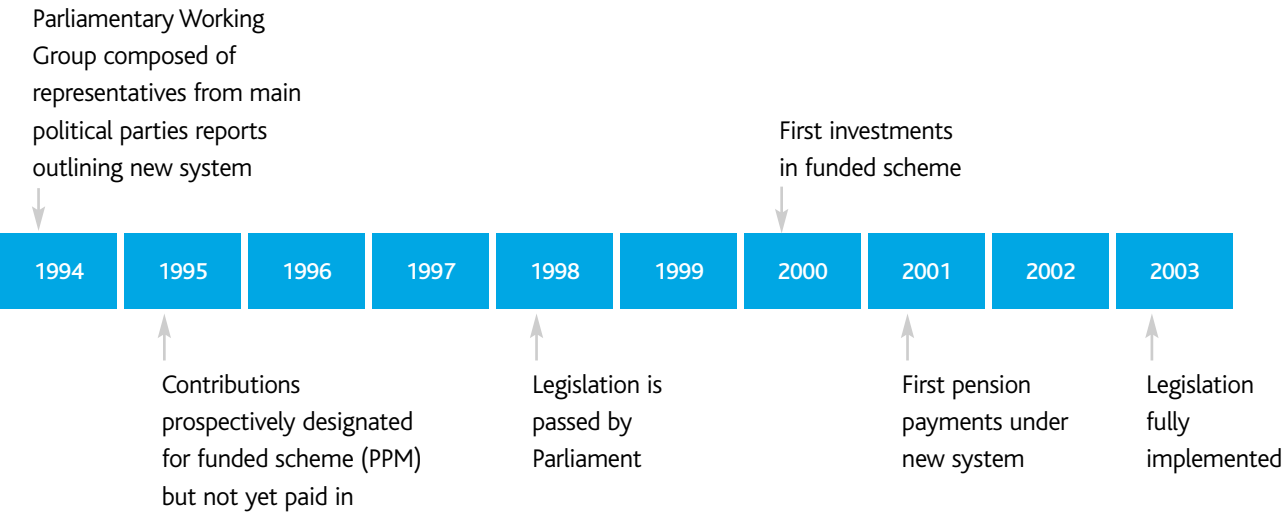 Parliamentary Working
Group composed of
representatives from main
political parties reports
outlining new system
First investments
in funded scheme
1994 1995 1996 1997 1998 1999 2000 2001 2002 2003
Contributions
prospectively designated
for funded scheme (PPM)
but not yet paid in
Legislation is
passed by
Parliament
First pension
payments under
new system
Legislation
fully
implemented